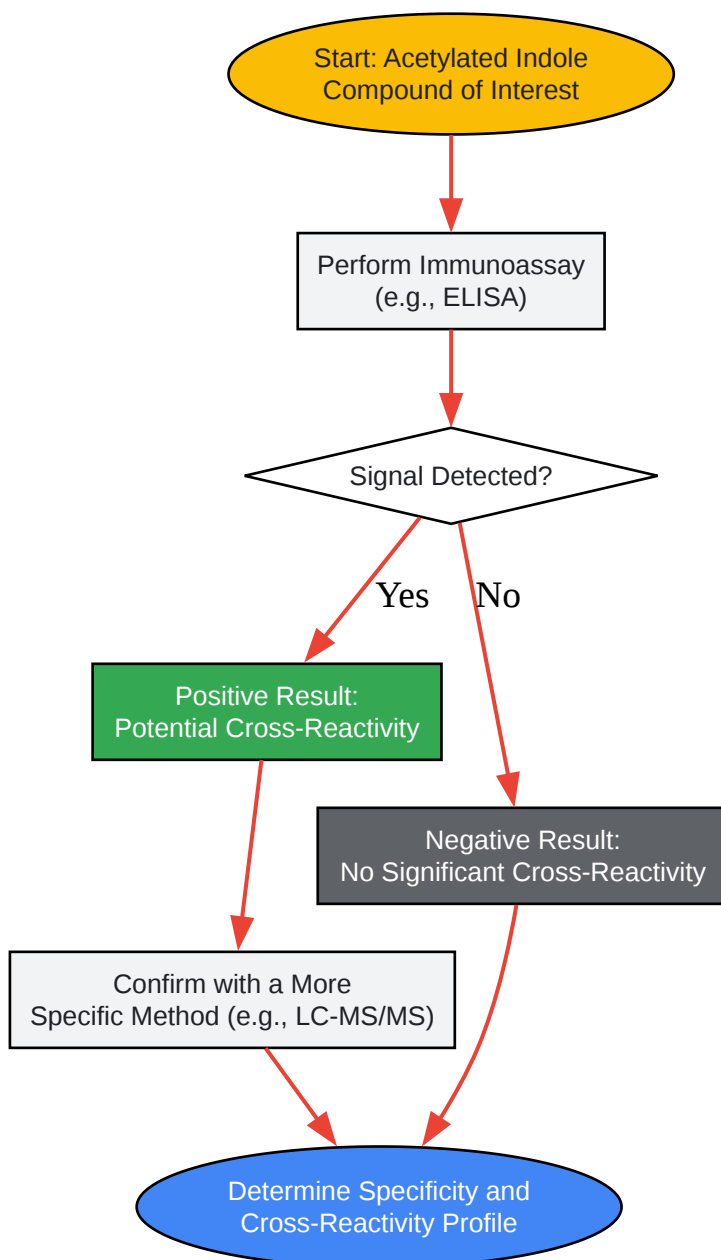 Start: Acetylated Indole
Compound of Interest
Perform Immunoassay
(e.g., ELISA)
Signal Detected?
Yes
No
Positive Result:
Potential Cross-Reactivity
Negative Result:
No Significant Cross-Reactivity
Confirm with a More
Specific Method (e.g., LC-MS/MS)
Determine Specificity and
Cross-Reactivity Profile